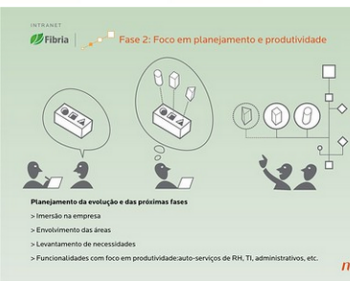 INTRANET
Fibria
Fase 2: Foco em planejamento e produtividade
Planejamento da evolução e das próximas fases
> Imersão na empresa
> Envolvimento das áreas
> Levantamento de necessidades
> Funcionalidades com foco em produtividade:auto-serviços de RH, TI, administrativos, etc.